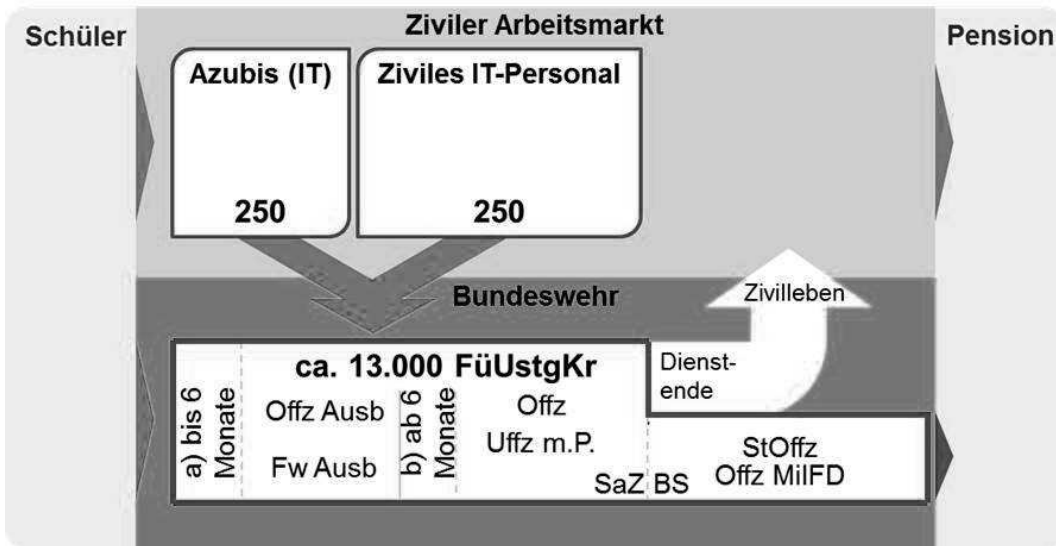 Schüler
Ziviler Arbeitsmarkt
Pension
Azubis (IT)
250
Ziviles IT-Personal
250
Bundeswehr
Zivilleben
Dienst-
ende
ca. 13.000 FüUstgKr
a) bis 6
Monate
Offz Ausb
Fw Ausb
b) ab 6
Monate
Offz
Uffz m.P.
SaZ
BS
StOffz
Offz MilFD